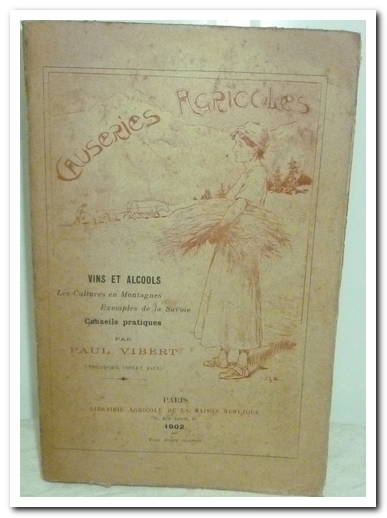 CAUSERIES AGRICOLES
VINS ET ALCOOLS
Les Cultures en Montagnes
Exemples de la Savoie
Conseils pratiques
PAR
PAUL VIBERT
PARIS
LIBRAIRIE AGRICOLE DE LA MAISON RUSTIQUE
1902